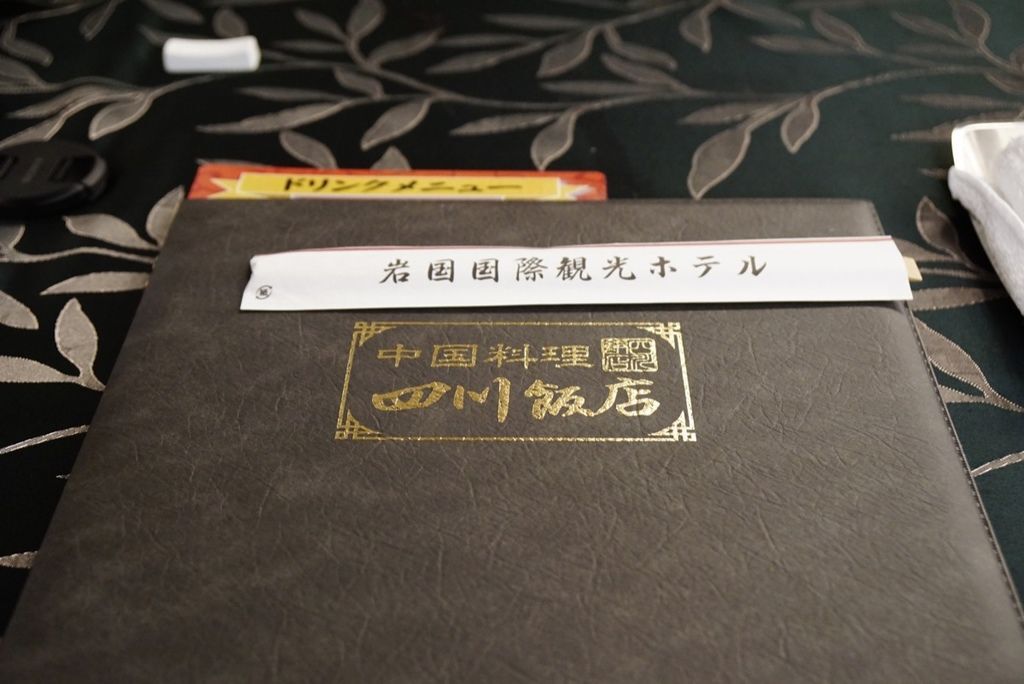 ドリンクメニュー
岩国国際観光ホテル
中国料理
四川飯店